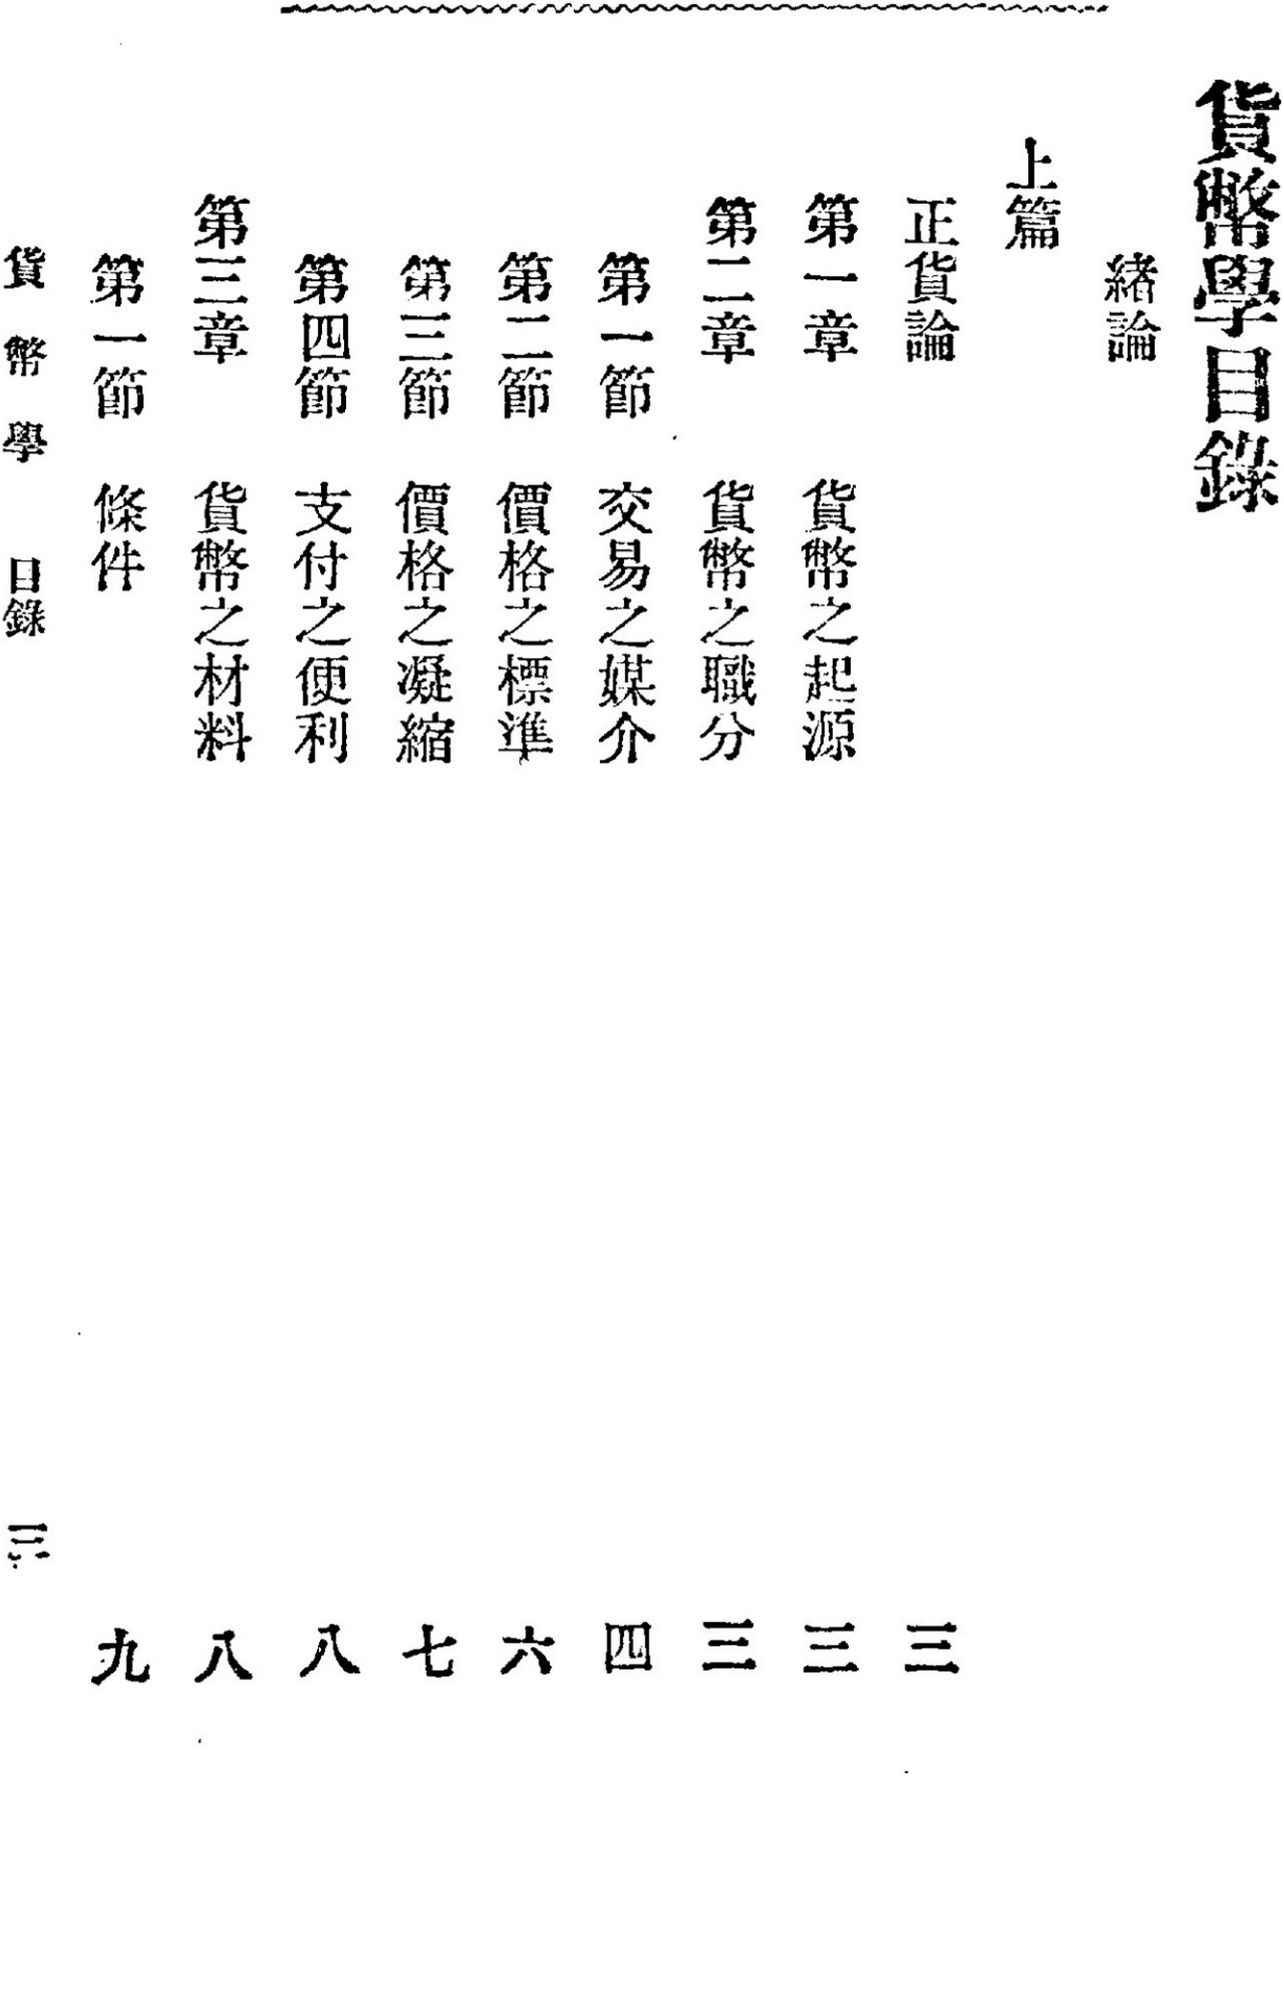 貨幣學目錄
緒論
上篇
正貨論 三
第一章 貨幣之起源 三
第二章 貨幣之職分 三
第一節 交易之媒介 四
第二節 價格之標準 六
第三節 價格之凝縮 七
第四節 支付之便利 八
第三章 貨幣之材料 八
第一節 條件 九
貨幣學 目錄